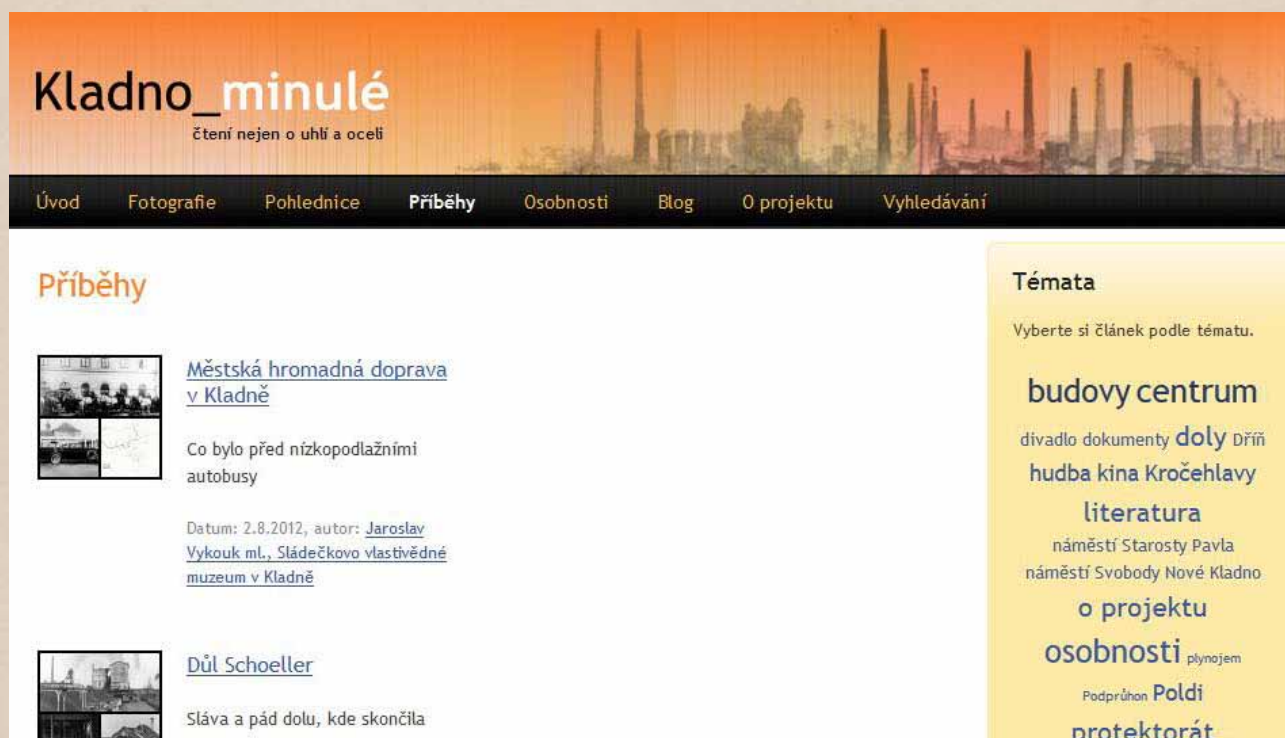 Kladno_minulé
čtení nejen o uhlí a oceli
Úvod Fotografie Pohlednice Příběhy Osobnosti Blog O projektu Vyhledávání
Příběhy
Městská hromadná doprava
v Kladně
Co bylo před nízkopodlažními
autobusy
Datum: 2.8.2012, autor: Jaroslav
Vykouk ml., Sládečkovo vlastivědné
muzeum v Kladně
Důl Schoeller
Sláva a pád dolu, kde skončila
Témata
Vyberte si článek podle tématu.
budovy centrum
divadlo dokumenty doly Dříň
hudba kina Kročehlavy
literatura
náměstí Starosty Pavla
náměstí Svobody Nové Kladno
o projektu
osobnosti plynojem
Podprůhon Poldi
protektorát